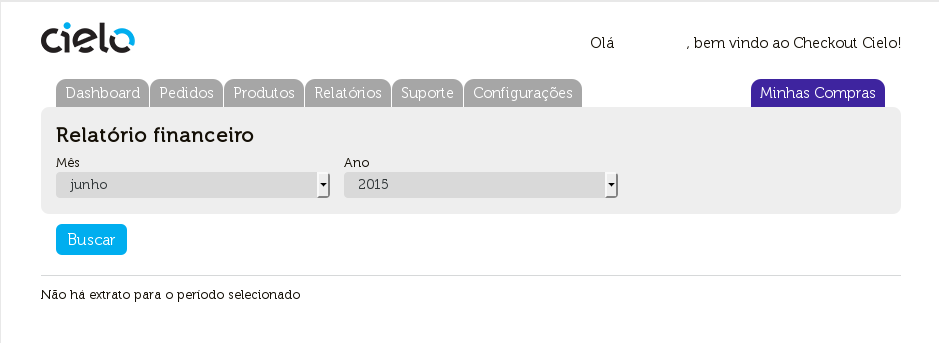 cielo
Olá , bem vindo ao Checkout Cielo!
Dashboard Pedidos Produtos Relatórios Suporte Configurações Minhas Compras
Relatório financeiro
Mês Ano
junho 2015
Buscar
Não há extrato para o período selecionado